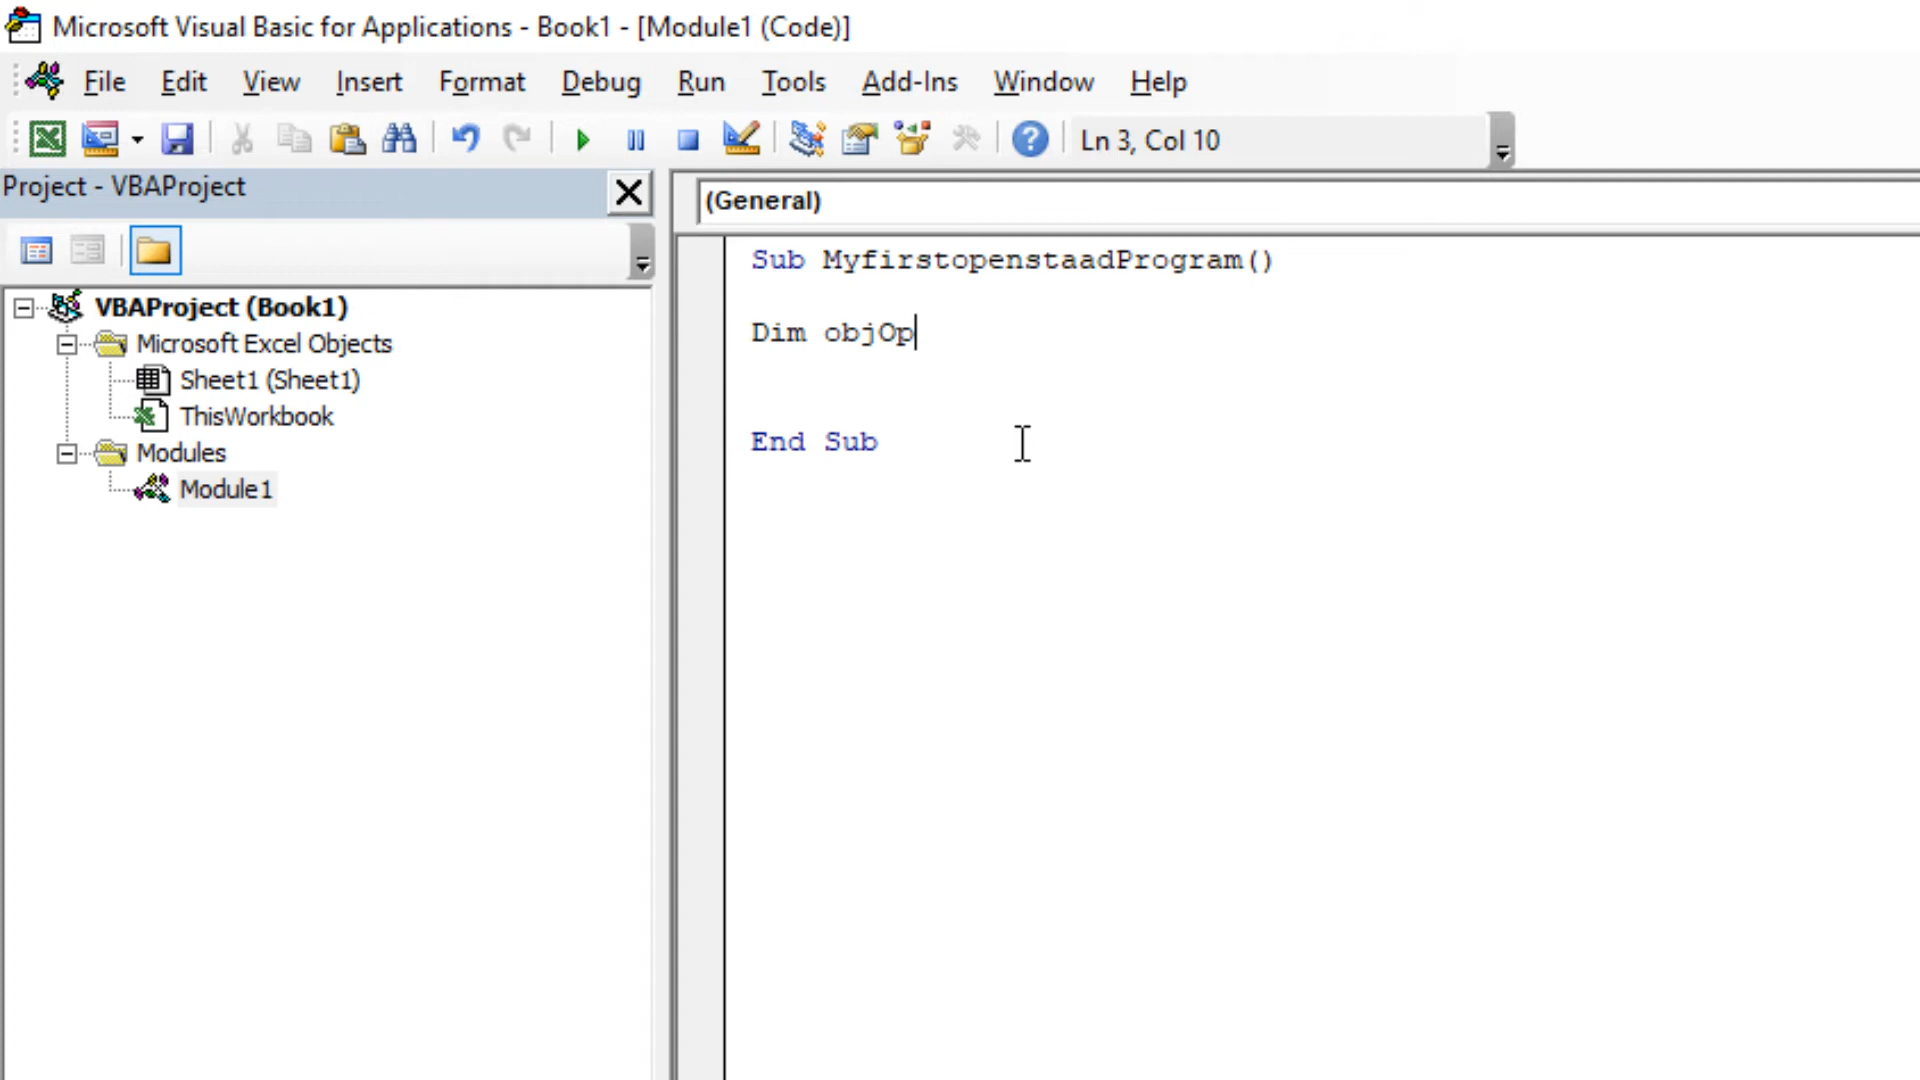 Microsoft Visual Basic for Applications - Book1 - [Module1 (Code)]
File Edit View Insert Format Debug Run Tools Add-Ins Window Help
Ln 3, Col 10
Project - VBAProject
(General)
VBAProject (Book1)
Microsoft Excel Objects
Sheet1 (Sheet1)
ThisWorkbook
Modules
Module1
Sub MyfirstopenstaadProgram()
Dim objOp
End Sub